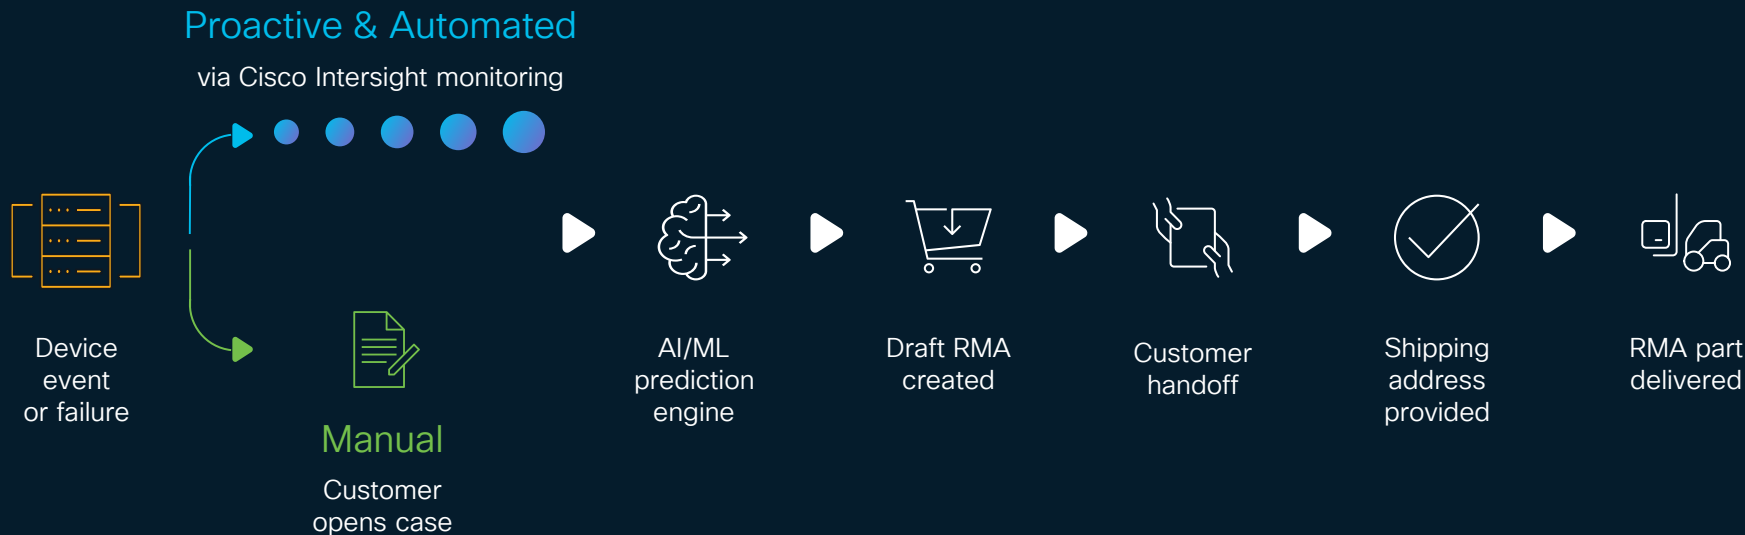 Proactive & Automated
via Cisco Intersight monitoring
Device
event
or failure
Manual
Customer
opens case
AI/ML
prediction
engine
Draft RMA
created
Customer
handoff
Shipping
address
provided
RMA part
delivered